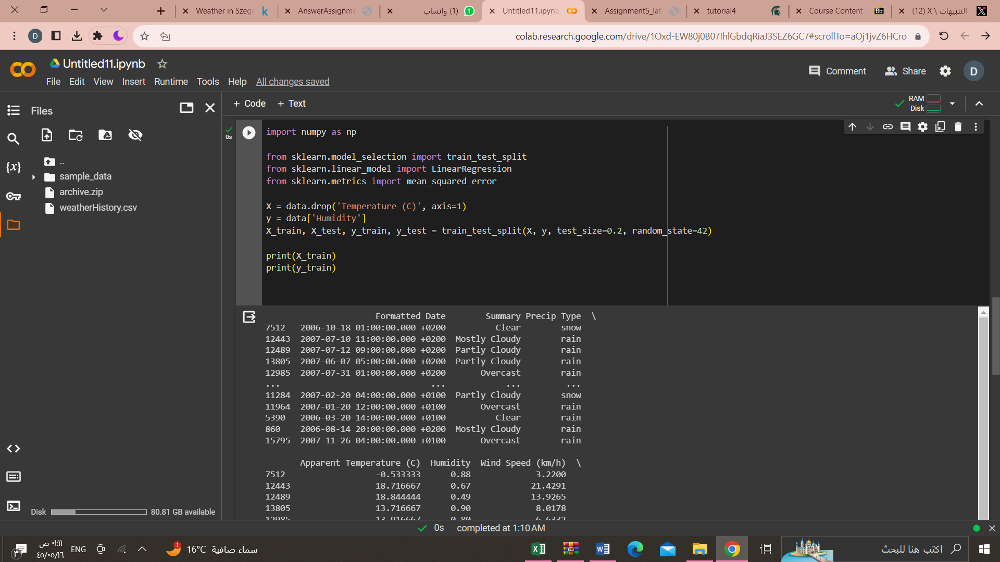 Weather in Szege
AnswerAssignme
(1) واتساب
Untitled11.ipynb
Assignment5_lati
tutorial4
Course Content -
Bb
(12) التنبيهات \ X
D
colab.research.google.com/drive/1Oxd-EW80j0B07IhlGbdqRiaJ3SEZ6GC7#scrollTo=aOj1jvZ6HCro
Untitled11.ipynb
File Edit View Insert Runtime Tools Help All changes saved
Comment
Share
D
Files
+ Code + Text
RAM
Disk
..
sample_data
archive.zip
weatherHistory.csv
{x}
0s
import numpy as np
from sklearn.model_selection import train_test_split
from sklearn.linear_model import LinearRegression
from sklearn.metrics import mean_squared_error
X = data.drop('Temperature (C)', axis=1)
y = data['Humidity']
X_train, X_test, y_train, y_test = train_test_split(X, y, test_size=0.2, random_state=42)
print(X_train)
print(y_train)
Formatted Date Summary Precip Type \
7512 2006-10-18 01:00:00.000 +0200 Clear snow
12443 2007-07-10 11:00:00.000 +0200 Mostly Cloudy rain
12489 2007-07-12 09:00:00.000 +0200 Partly Cloudy rain
13805 2007-06-07 05:00:00.000 +0200 Partly Cloudy rain
12985 2007-07-31 01:00:00.000 +0200 Overcast rain
... ... ... ...
11284 2007-02-20 04:00:00.000 +0100 Partly Cloudy snow
11964 2007-01-20 12:00:00.000 +0100 Overcast rain
5390 2006-03-20 14:00:00.000 +0100 Clear rain
860 2006-08-14 20:00:00.000 +0200 Mostly Cloudy rain
15795 2007-11-26 04:00:00.000 +0100 Overcast rain
Apparent Temperature (C) Humidity Wind Speed (km/h) \
7512 -0.533333 0.88 3.2200
12443 18.716667 0.67 21.4291
12489 18.844444 0.49 13.9265
13805 13.716667 0.90 8.0178
12985 13.916667 0.80 6.6332
Disk
80.81 GB available
0s completed at 1:10 AM
٠١:١١ ص
٤٥/٠٥/١٦
ENG
16°C سماء صافية
اكتب هنا للبحث